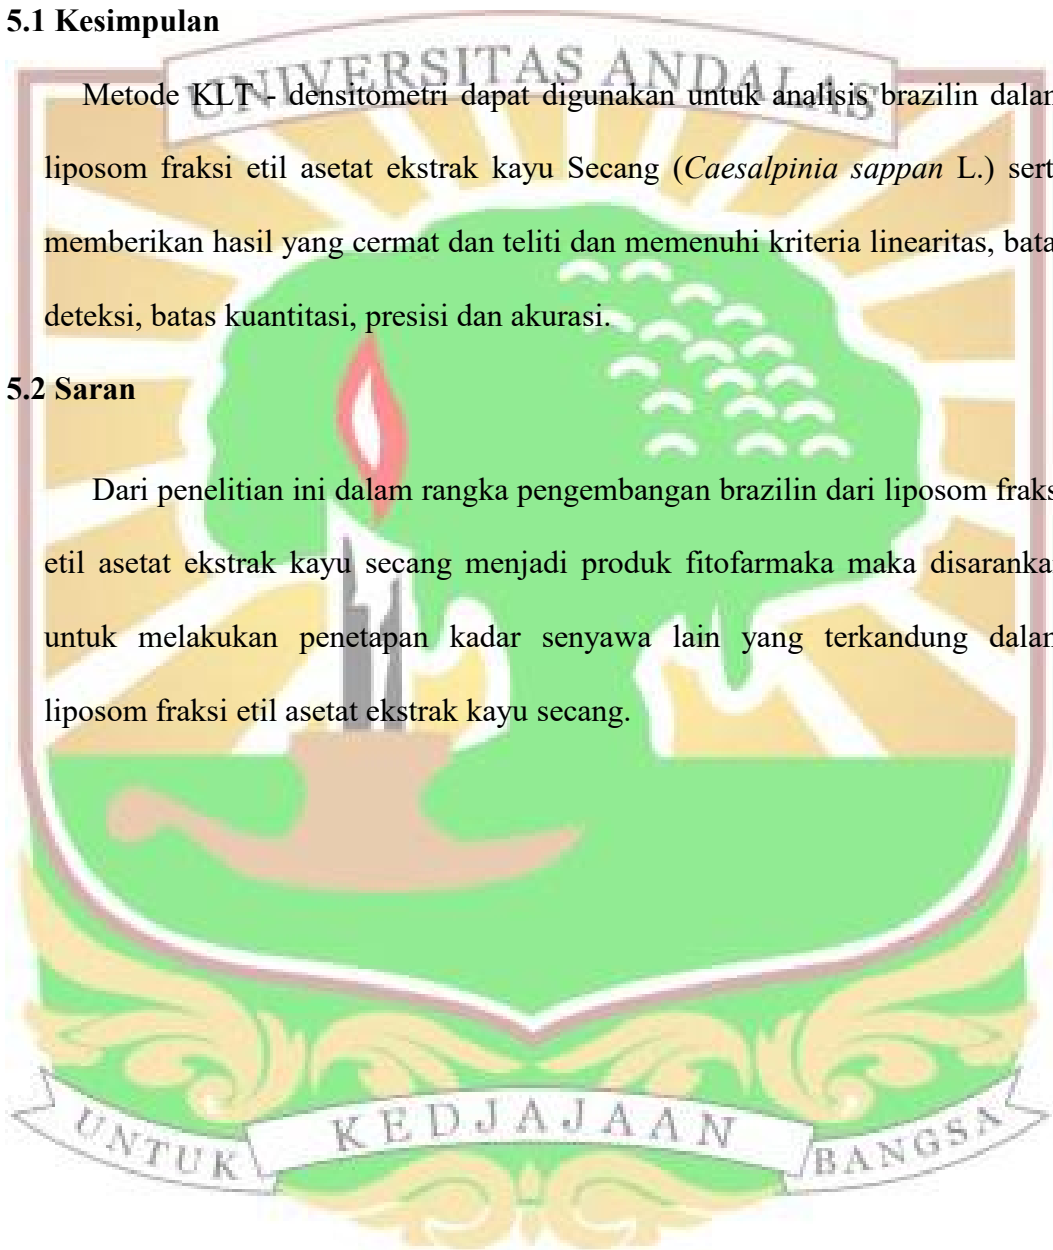 5.1 Kesimpulan
UNIVERSITAS ANDALAS
Metode KLT - densitometri dapat digunakan untuk analisis brazilin dalam
liposom fraksi etil asetat ekstrak kayu Secang (Caesalpinia sappan L.) sert
memberikan hasil yang cermat dan teliti dan memenuhi kriteria linearitas, bata
deteksi, batas kuantitasi, presisi dan akurasi.
5.2 Saran
Dari penelitian ini dalam rangka pengembangan brazilin dari liposom fraks
etil asetat ekstrak kayu secang menjadi produk fitofarmaka maka disaranka
untuk melakukan penetapan kadar senyawa lain yang terkandung dalam
liposom fraksi etil asetat ekstrak kayu secang.
UNTUK KEDJAJAAN BANGSA